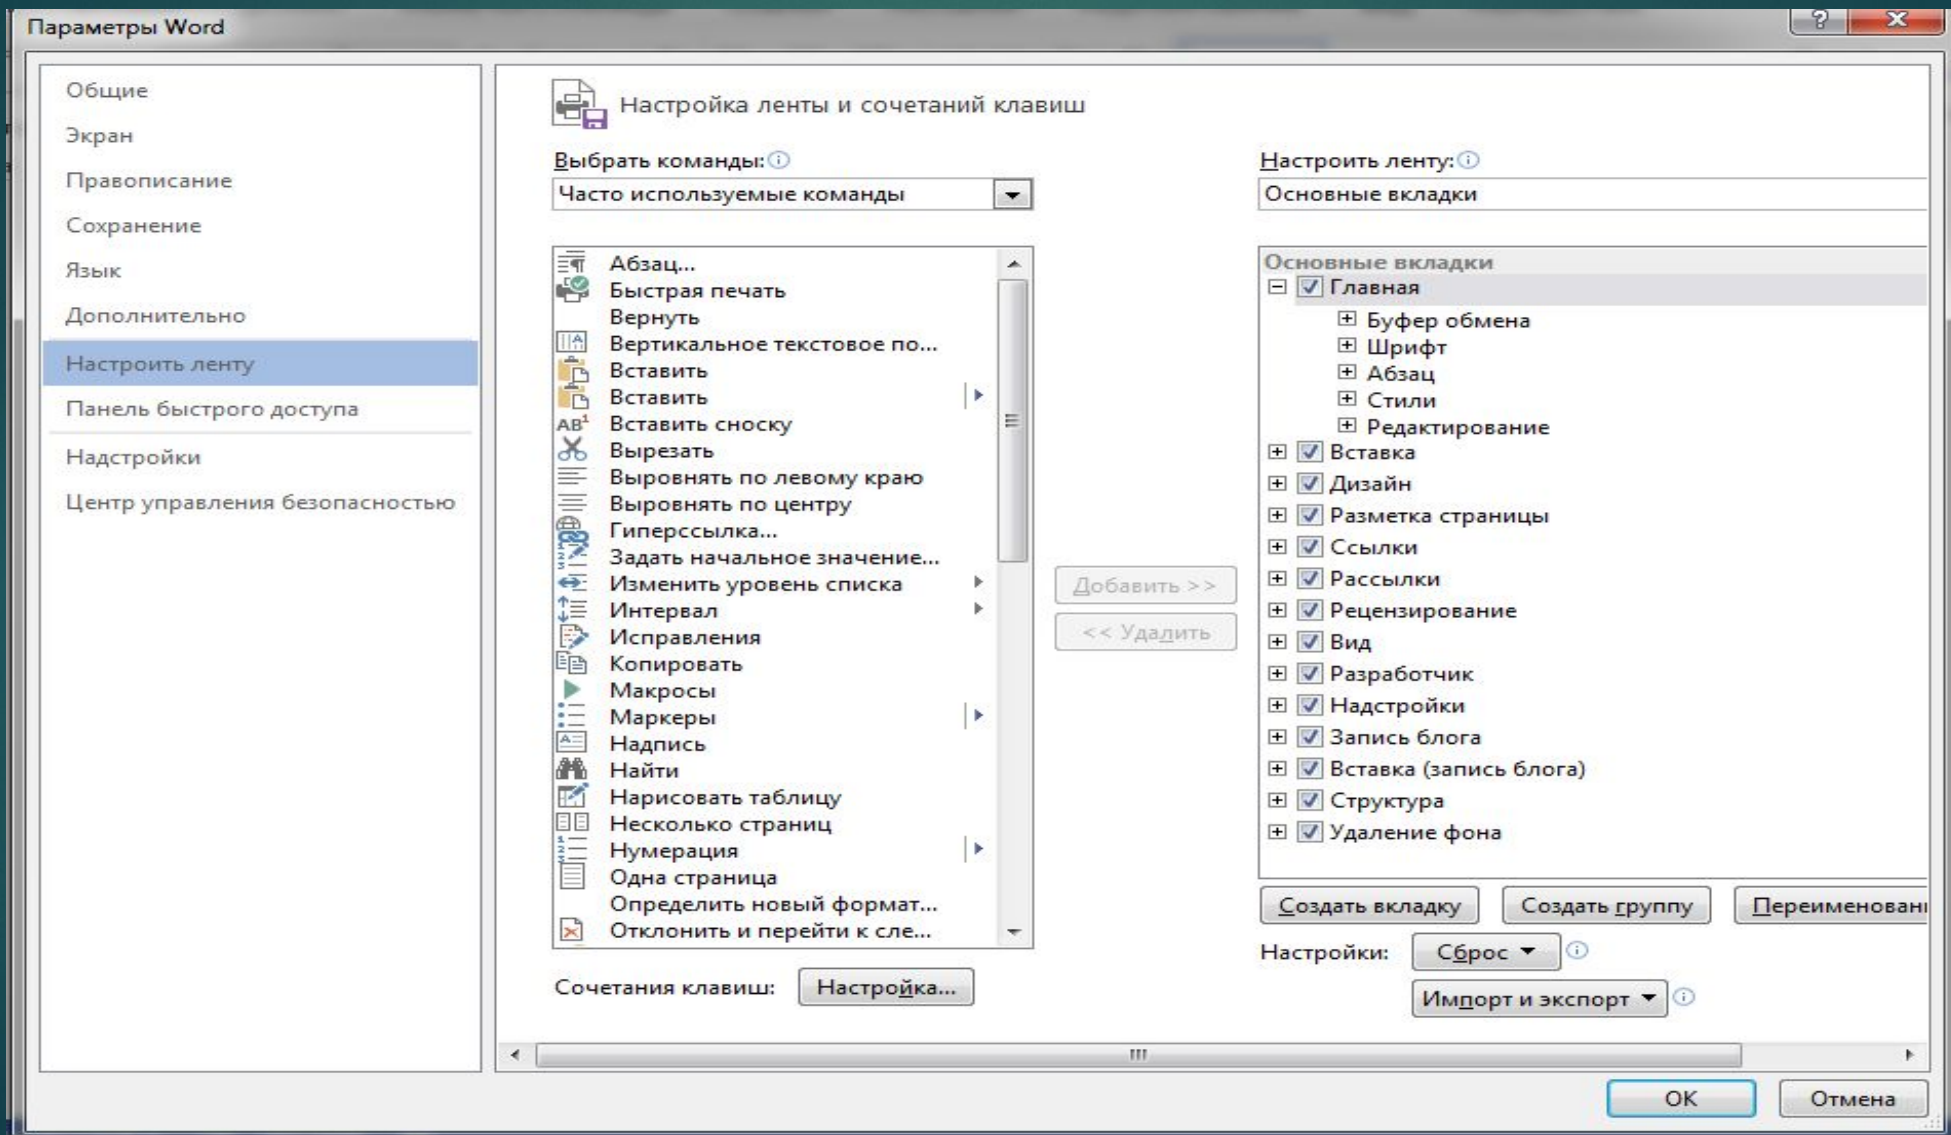 Параметры Word
Общие
Экран
Правописание
Сохранение
Язык
Дополнительно
Настроить ленту
Панель быстрого доступа
Надстройки
Центр управления безопасностью
Настройка ленты и сочетаний клавиш
Выбрать команды:
Часто используемые команды
Абзац...
Быстрая печать
Вернуть
Вертикальное текстовое по...
Вставить
Вставить
Вставить сноску
Вырезать
Выровнять по левому краю
Выровнять по центру
Гиперссылка...
Задать начальное значение...
Изменить уровень списка
Интервал
Исправления
Копировать
Макросы
Маркеры
Надпись
Найти
Нарисовать таблицу
Несколько страниц
Нумерация
Одна страница
Определить новый формат...
Отклонить и перейти к сле...
Сочетания клавиш: Настройка...
Добавить >>
<< Удалить
Настроить ленту:
Основные вкладки
Основные вкладки
Главная
Буфер обмена
Шрифт
Абзац
Стили
Редактирование
Вставка
Дизайн
Разметка страницы
Ссылки
Рассылки
Рецензирование
Вид
Разработчик
Надстройки
Запись блога
Вставка (запись блога)
Структура
Удаление фона
Создать вкладку Создать группу Переименовани
Настройки: Сброс
Импорт и экспорт
ОК Отмена